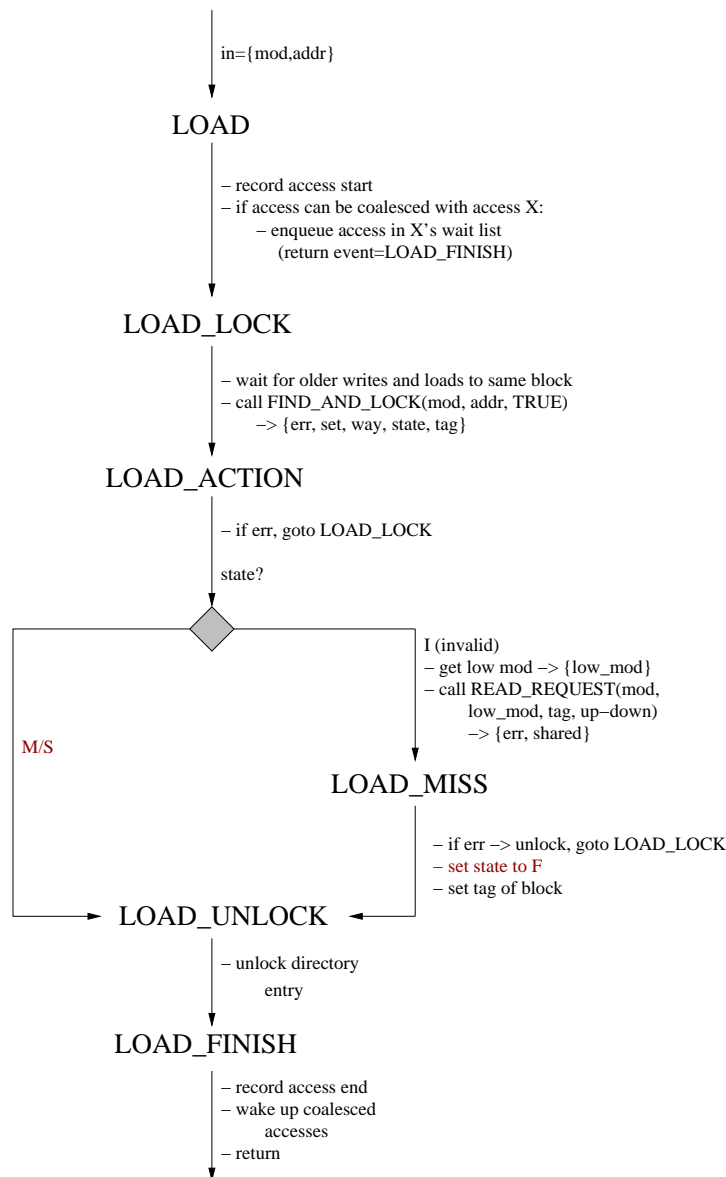 in={mod,addr}
LOAD
– record access start
– if access can be coalesced with access X:
– enqueue access in X's wait list
(return event=LOAD_FINISH)
LOAD_LOCK
– wait for older writes and loads to same block
– call FIND_AND_LOCK(mod, addr, TRUE)
–> {err, set, way, state, tag}
LOAD_ACTION
– if err, goto LOAD_LOCK
state?
I (invalid)
– get low mod –> {low_mod}
– call READ_REQUEST(mod,
low_mod, tag, up–down)
–> {err, shared}
M/S
LOAD_MISS
– if err –> unlock, goto LOAD_LOCK
– set state to F
– set tag of block
LOAD_UNLOCK
– unlock directory
entry
LOAD_FINISH
– record access end
– wake up coalesced
accesses
– return